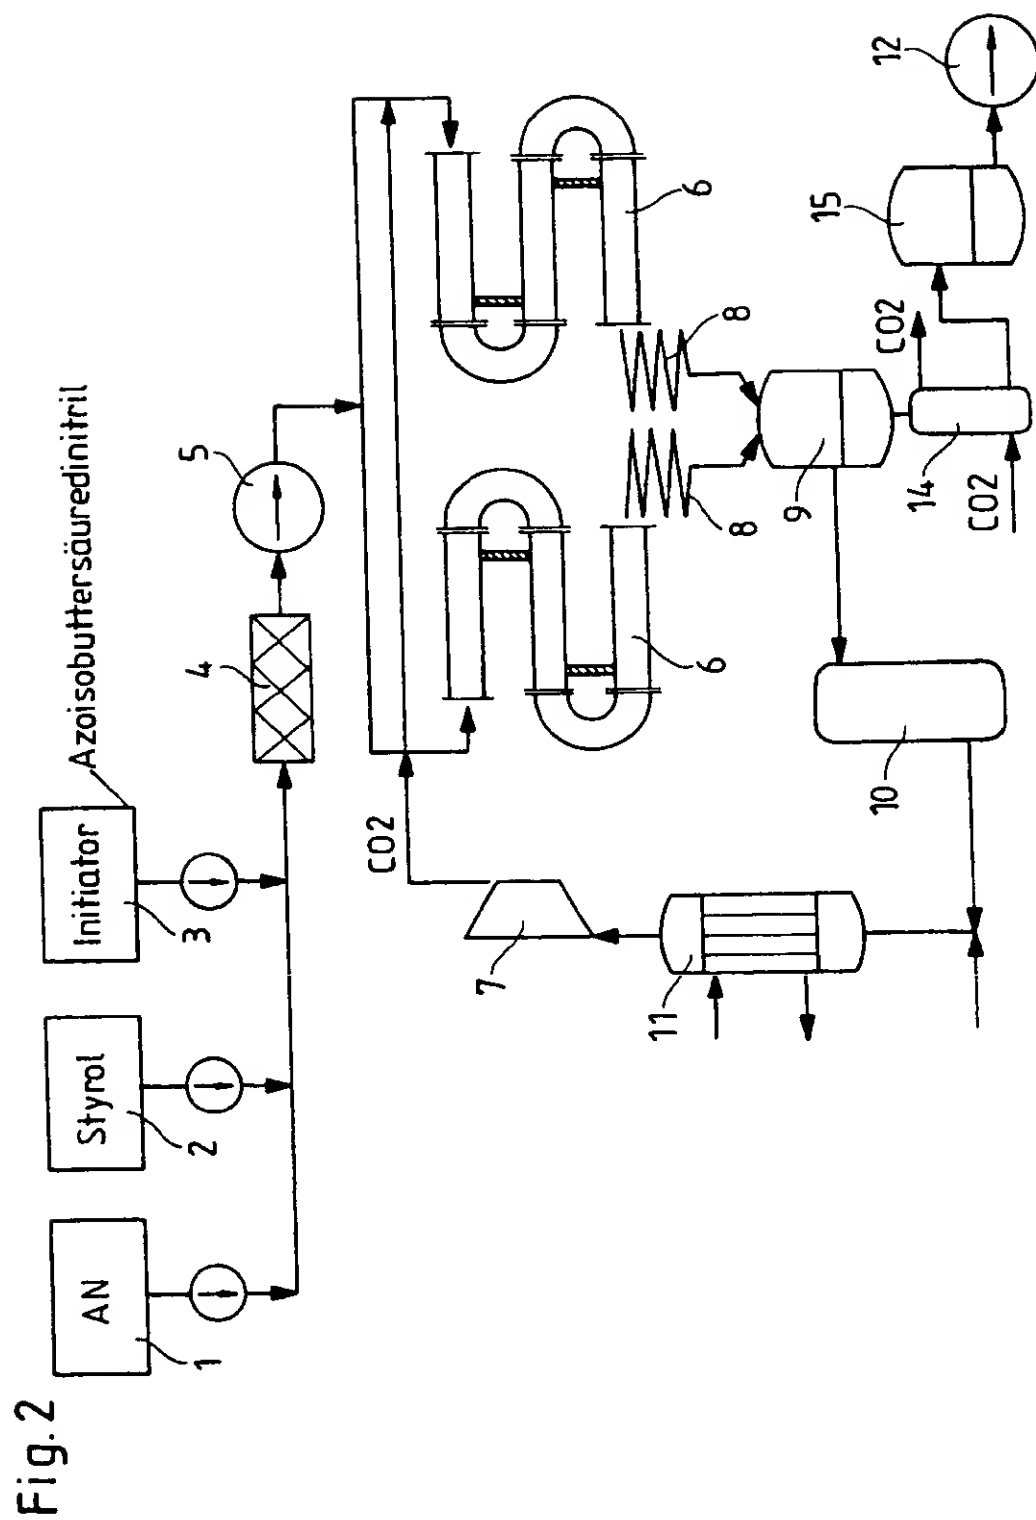 Fig.2
AN
1
Styrol
2
Initiator
3
Azoisobuttersäuredinitril
4
5
CO2
7
6
6
8
8
9
10
11
14
CO2
CO2
15
12